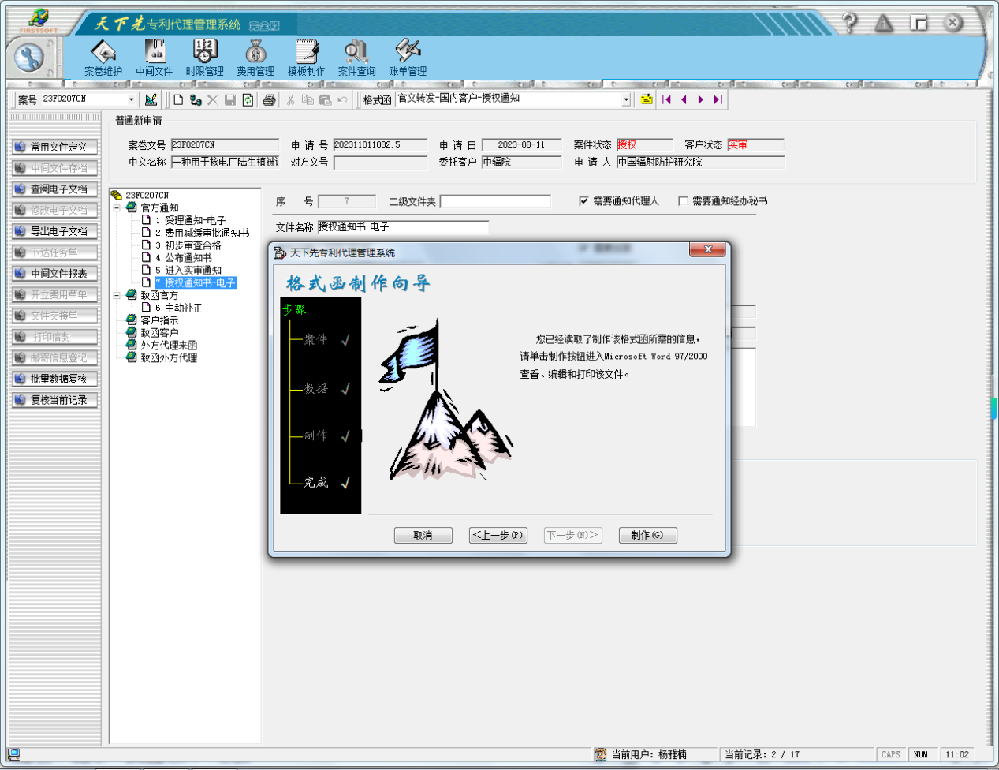 FIRSTSOFT
天下先专利代理管理系统 完全版
案卷维护 中间文件 时限管理 费用管理 模板制作 案件查询 账单管理
案号 23F0207CN 格式函 官文转发-国内客户-授权通知
普通新申请
案卷文号 23F0207CN 申请号 202311011082.5 申请日 2023-08-11 案件状态 授权 客户状态 实审
中文名称 一种用于核电厂陆生植被 对方文号 委托客户 中辐院 申请人 中国辐射防护研究院
常用文件定义
中间文件存档
查阅电子文档
修改电子文档
导出电子文档
下达任务单
中间文件报表
开立费用草单
文件交接单
打印信封
邮寄信息登记
批量数据复核
复核当前记录
23F0207CN
官方通知
1. 受理通知-电子
2. 费用减缓审批通知书
3. 初步审查合格
4. 公布通知书
5. 进入实审通知
7. 授权通知书-电子
致函官方
6. 主动补正
客户指示
致函客户
外方代理来函
致函外方代理
序号 7 二级文件夹 需要通知代理人 需要通知经办秘书
文件名称 授权通知书-电子
天下先专利代理管理系统
格式函制作向导
步骤
案件 √
数据 √
制作 √
完成 √
您已经读取了制作该格式函所需的信息，
请单击制作按钮进入Microsoft Word 97/2000
查看、编辑和打印该文件。
取消 <上一步(P) 下一步(N)> 制作(G)
当前用户：杨雅楠 当前记录：2 / 17 CAPS NUM 11:02